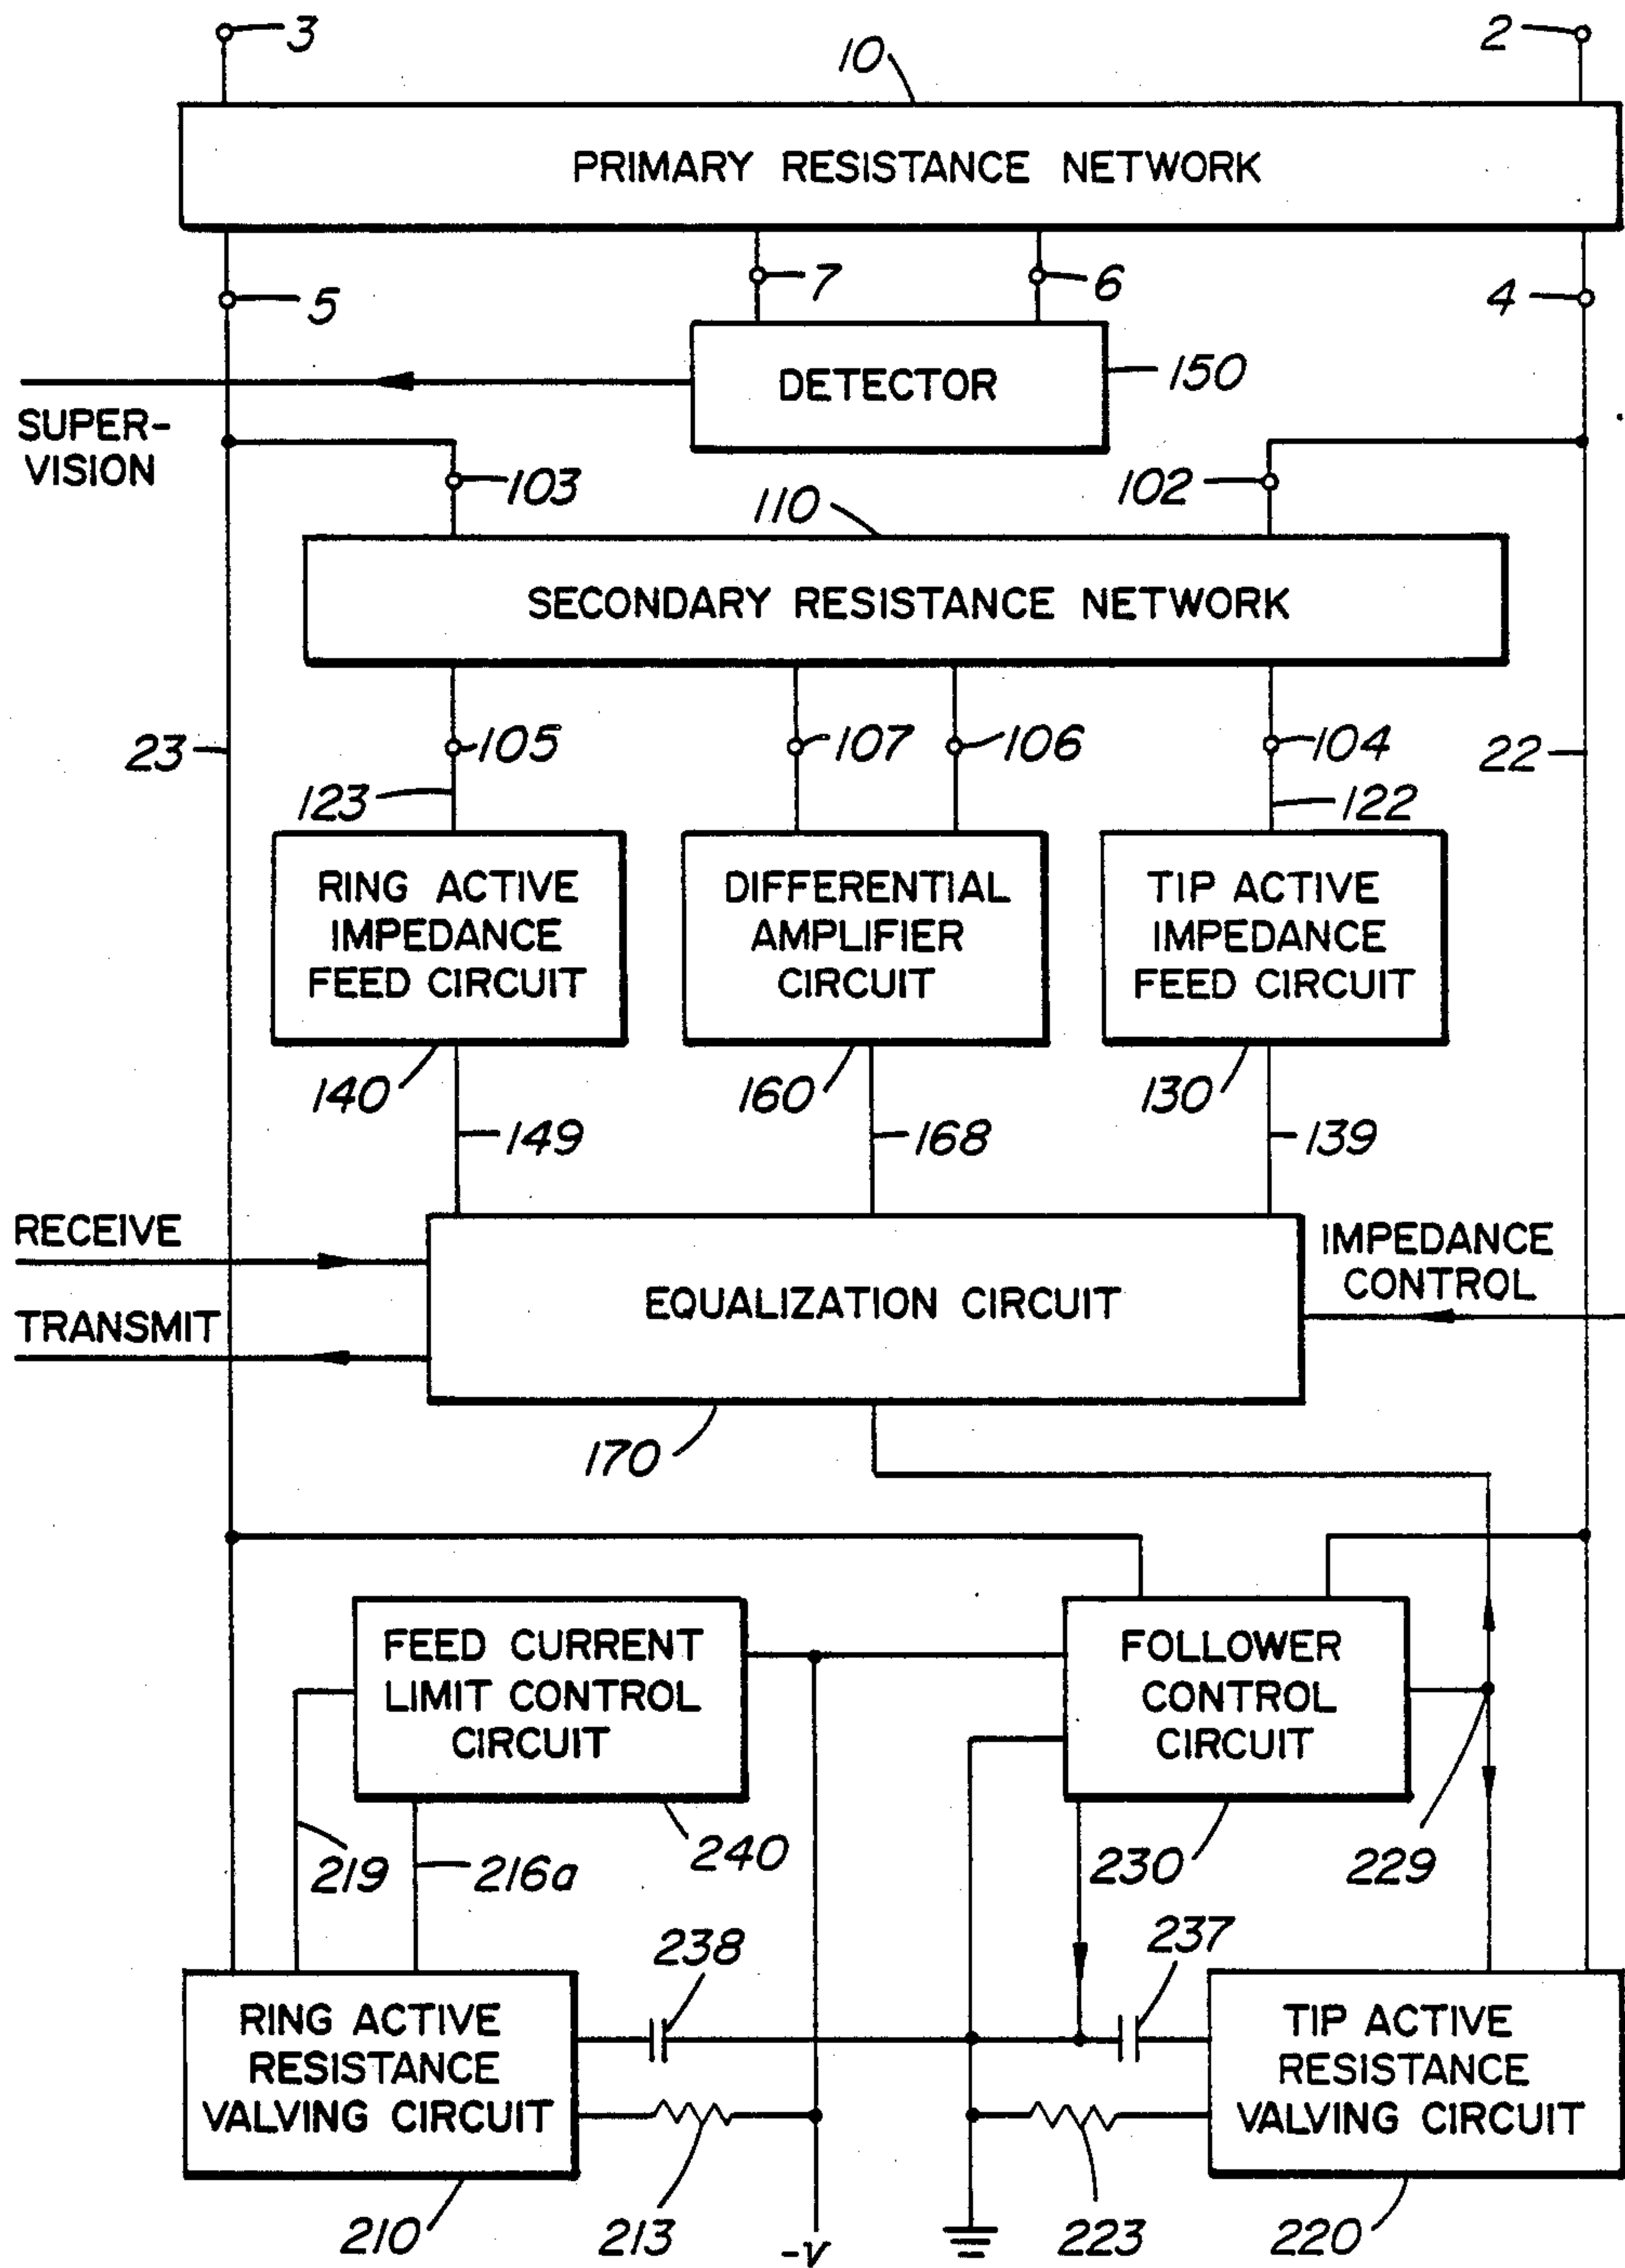 3
2
10
PRIMARY RESISTANCE NETWORK
7
6
5
4
DETECTOR
150
SUPER-
VISION
103
102
110
SECONDARY RESISTANCE NETWORK
23
105
107
106
104
22
123
122
RING ACTIVE
IMPEDANCE
FEED CIRCUIT
DIFFERENTIAL
AMPLIFIER
CIRCUIT
TIP ACTIVE
IMPEDANCE
FEED CIRCUIT
140
160
130
149
168
139
RECEIVE
TRANSMIT
EQUALIZATION CIRCUIT
IMPEDANCE
CONTROL
170
FEED CURRENT
LIMIT CONTROL
CIRCUIT
FOLLOWER
CONTROL
CIRCUIT
219
216a
240
230
229
238
237
RING ACTIVE
RESISTANCE
VALVING CIRCUIT
TIP ACTIVE
RESISTANCE
VALVING CIRCUIT
210
213
-V
223
220